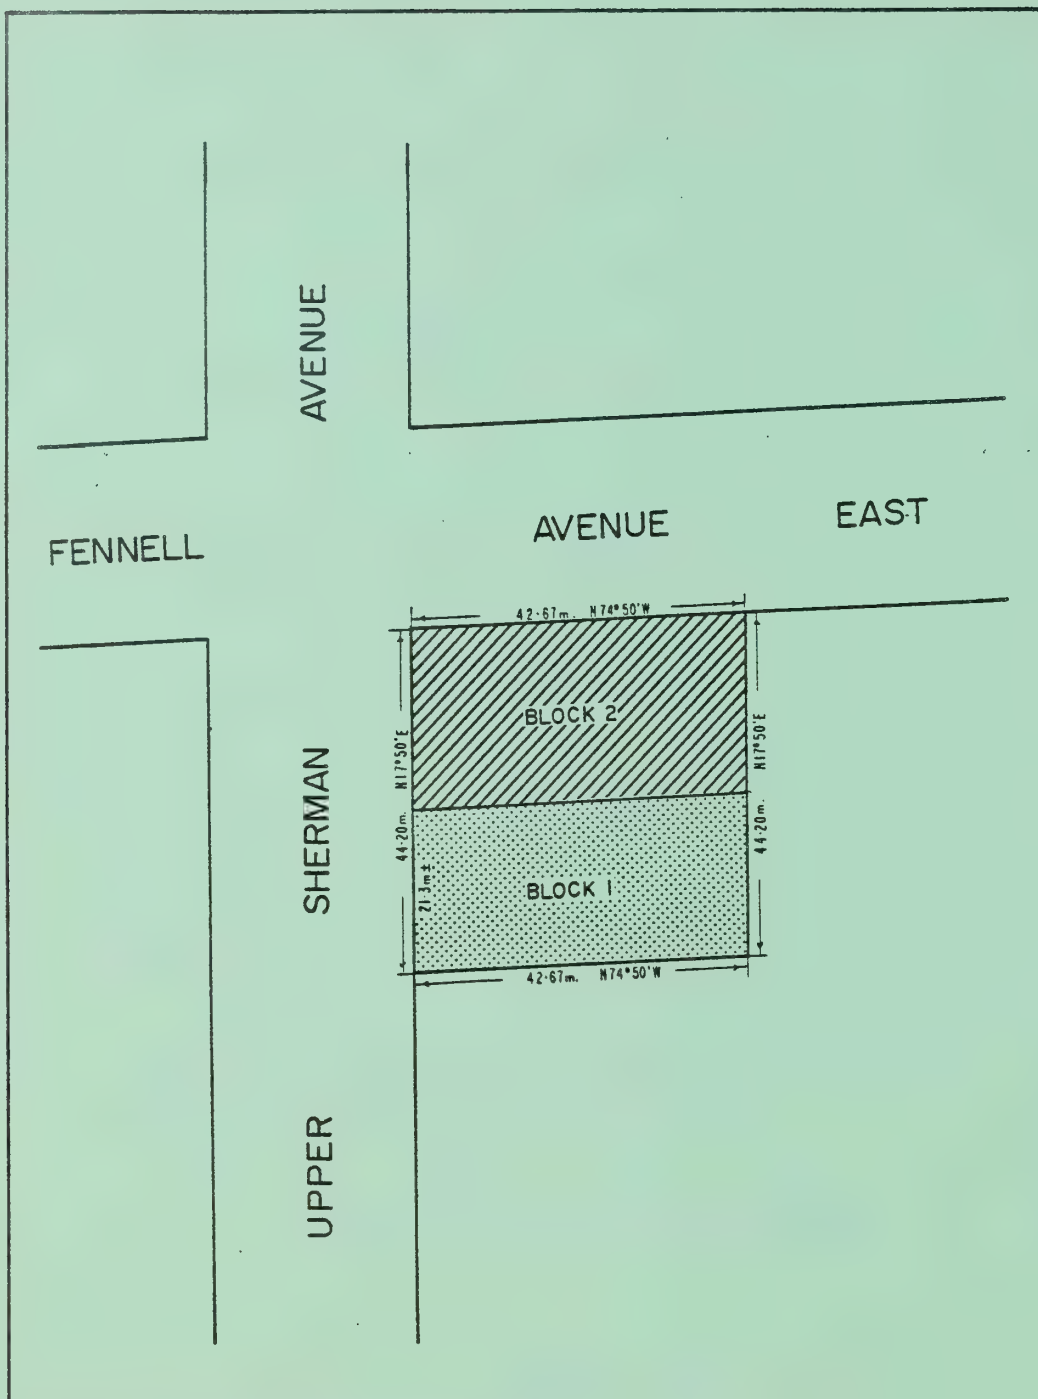 AVENUE
FENNELL
AVENUE
EAST
42·67m. N74°50'W
N17°50'E
44·20m.
BLOCK 2
N17°50'E
44·20m.
SHERMAN
21·3m±
BLOCK 1
42·67m. N74°50'W
UPPER